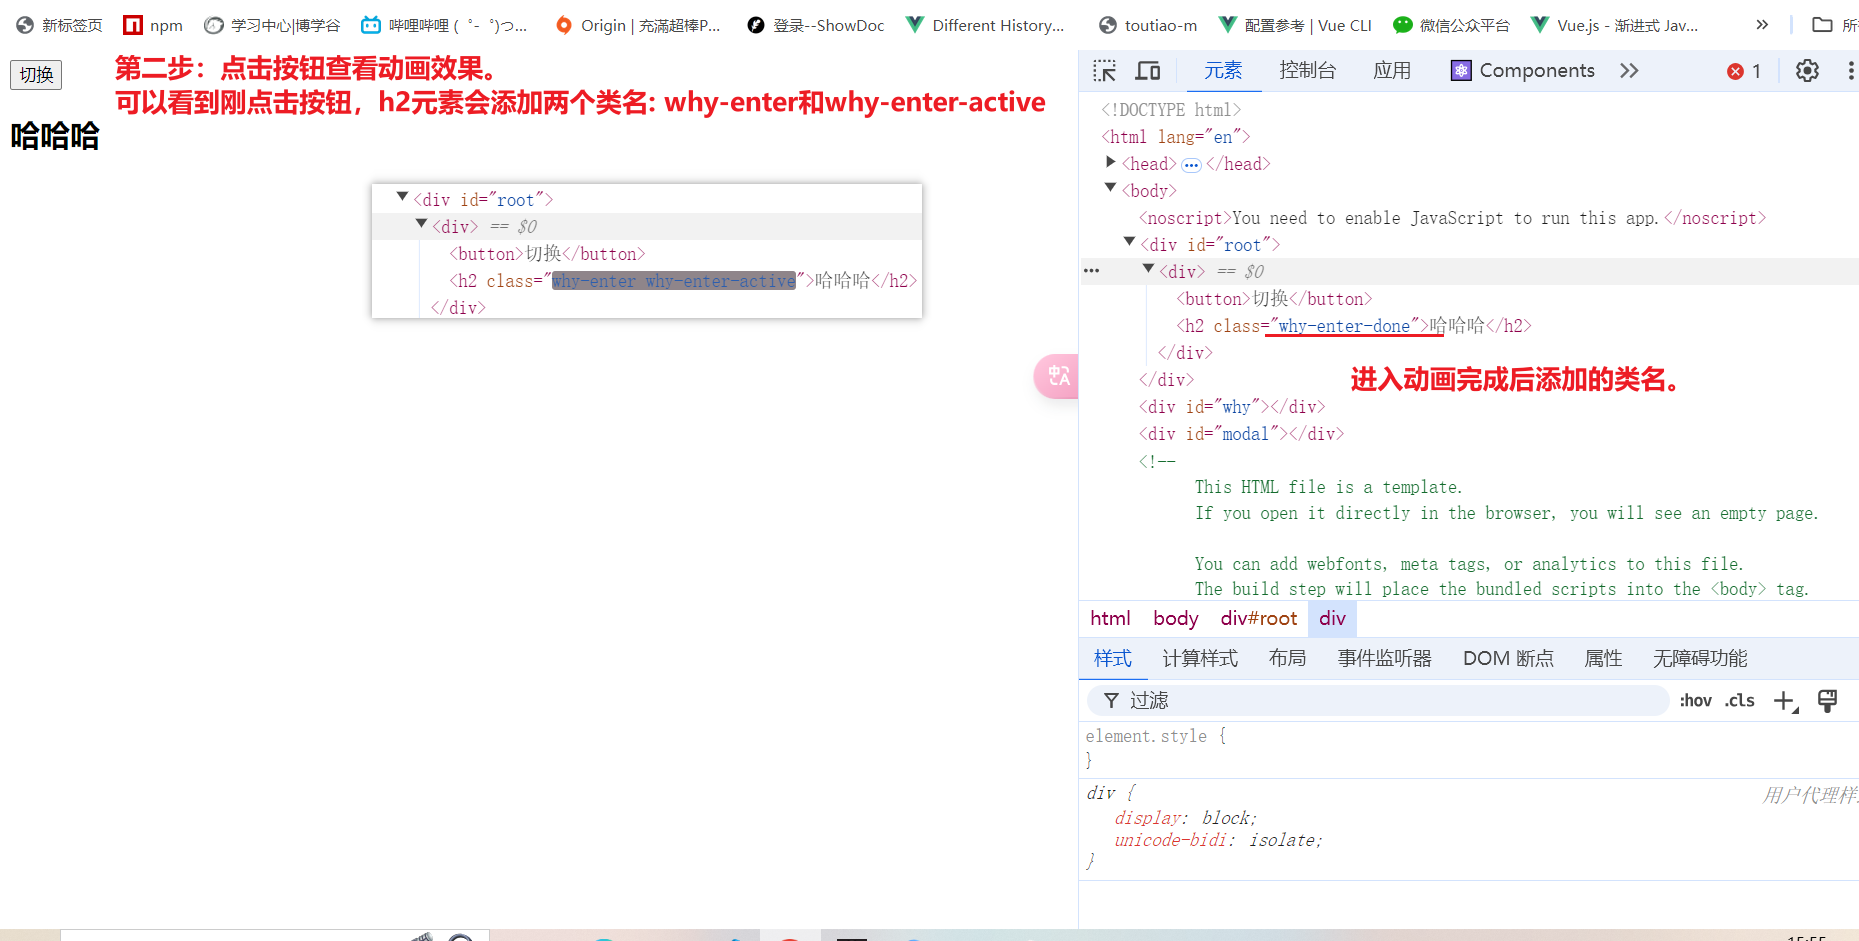 新标签页 npm 学习中心|博学谷 哔哩哔哩 (゜-゜)つ... Origin | 充满超棒P... 登录--ShowDoc Different History... toutiao-m 配置参考 | Vue CLI 微信公众平台 Vue.js - 渐进式 Jav... »
切换
第二步：点击按钮查看动画效果。
可以看到刚点击按钮，h2元素会添加两个类名: why-enter和why-enter-active
哈哈哈
<div id="root">
<div> == $0
<button>切换</button>
<h2 class="why-enter why-enter-active">哈哈哈</h2>
</div>
元素 控制台 应用 Components 1
<!DOCTYPE html>
<html lang="en">
<head> ••• </head>
<body>
<noscript>You need to enable JavaScript to run this app.</noscript>
<div id="root">
<div> == $0
<button>切换</button>
<h2 class="why-enter-done">哈哈哈</h2>
</div>
进入动画完成后添加的类名。
</div>
<div id="why"></div>
<div id="modal"></div>
<!--
This HTML file is a template.
If you open it directly in the browser, you will see an empty page.
You can add webfonts, meta tags, or analytics to this file.
The build step will place the bundled scripts into the <body> tag.
html body div#root div
样式 计算样式 布局 事件监听器 DOM 断点 属性 无障碍功能
过滤 :hov .cls
element.style {
}
div { 用户代理样
display: block;
unicode-bidi: isolate;
}